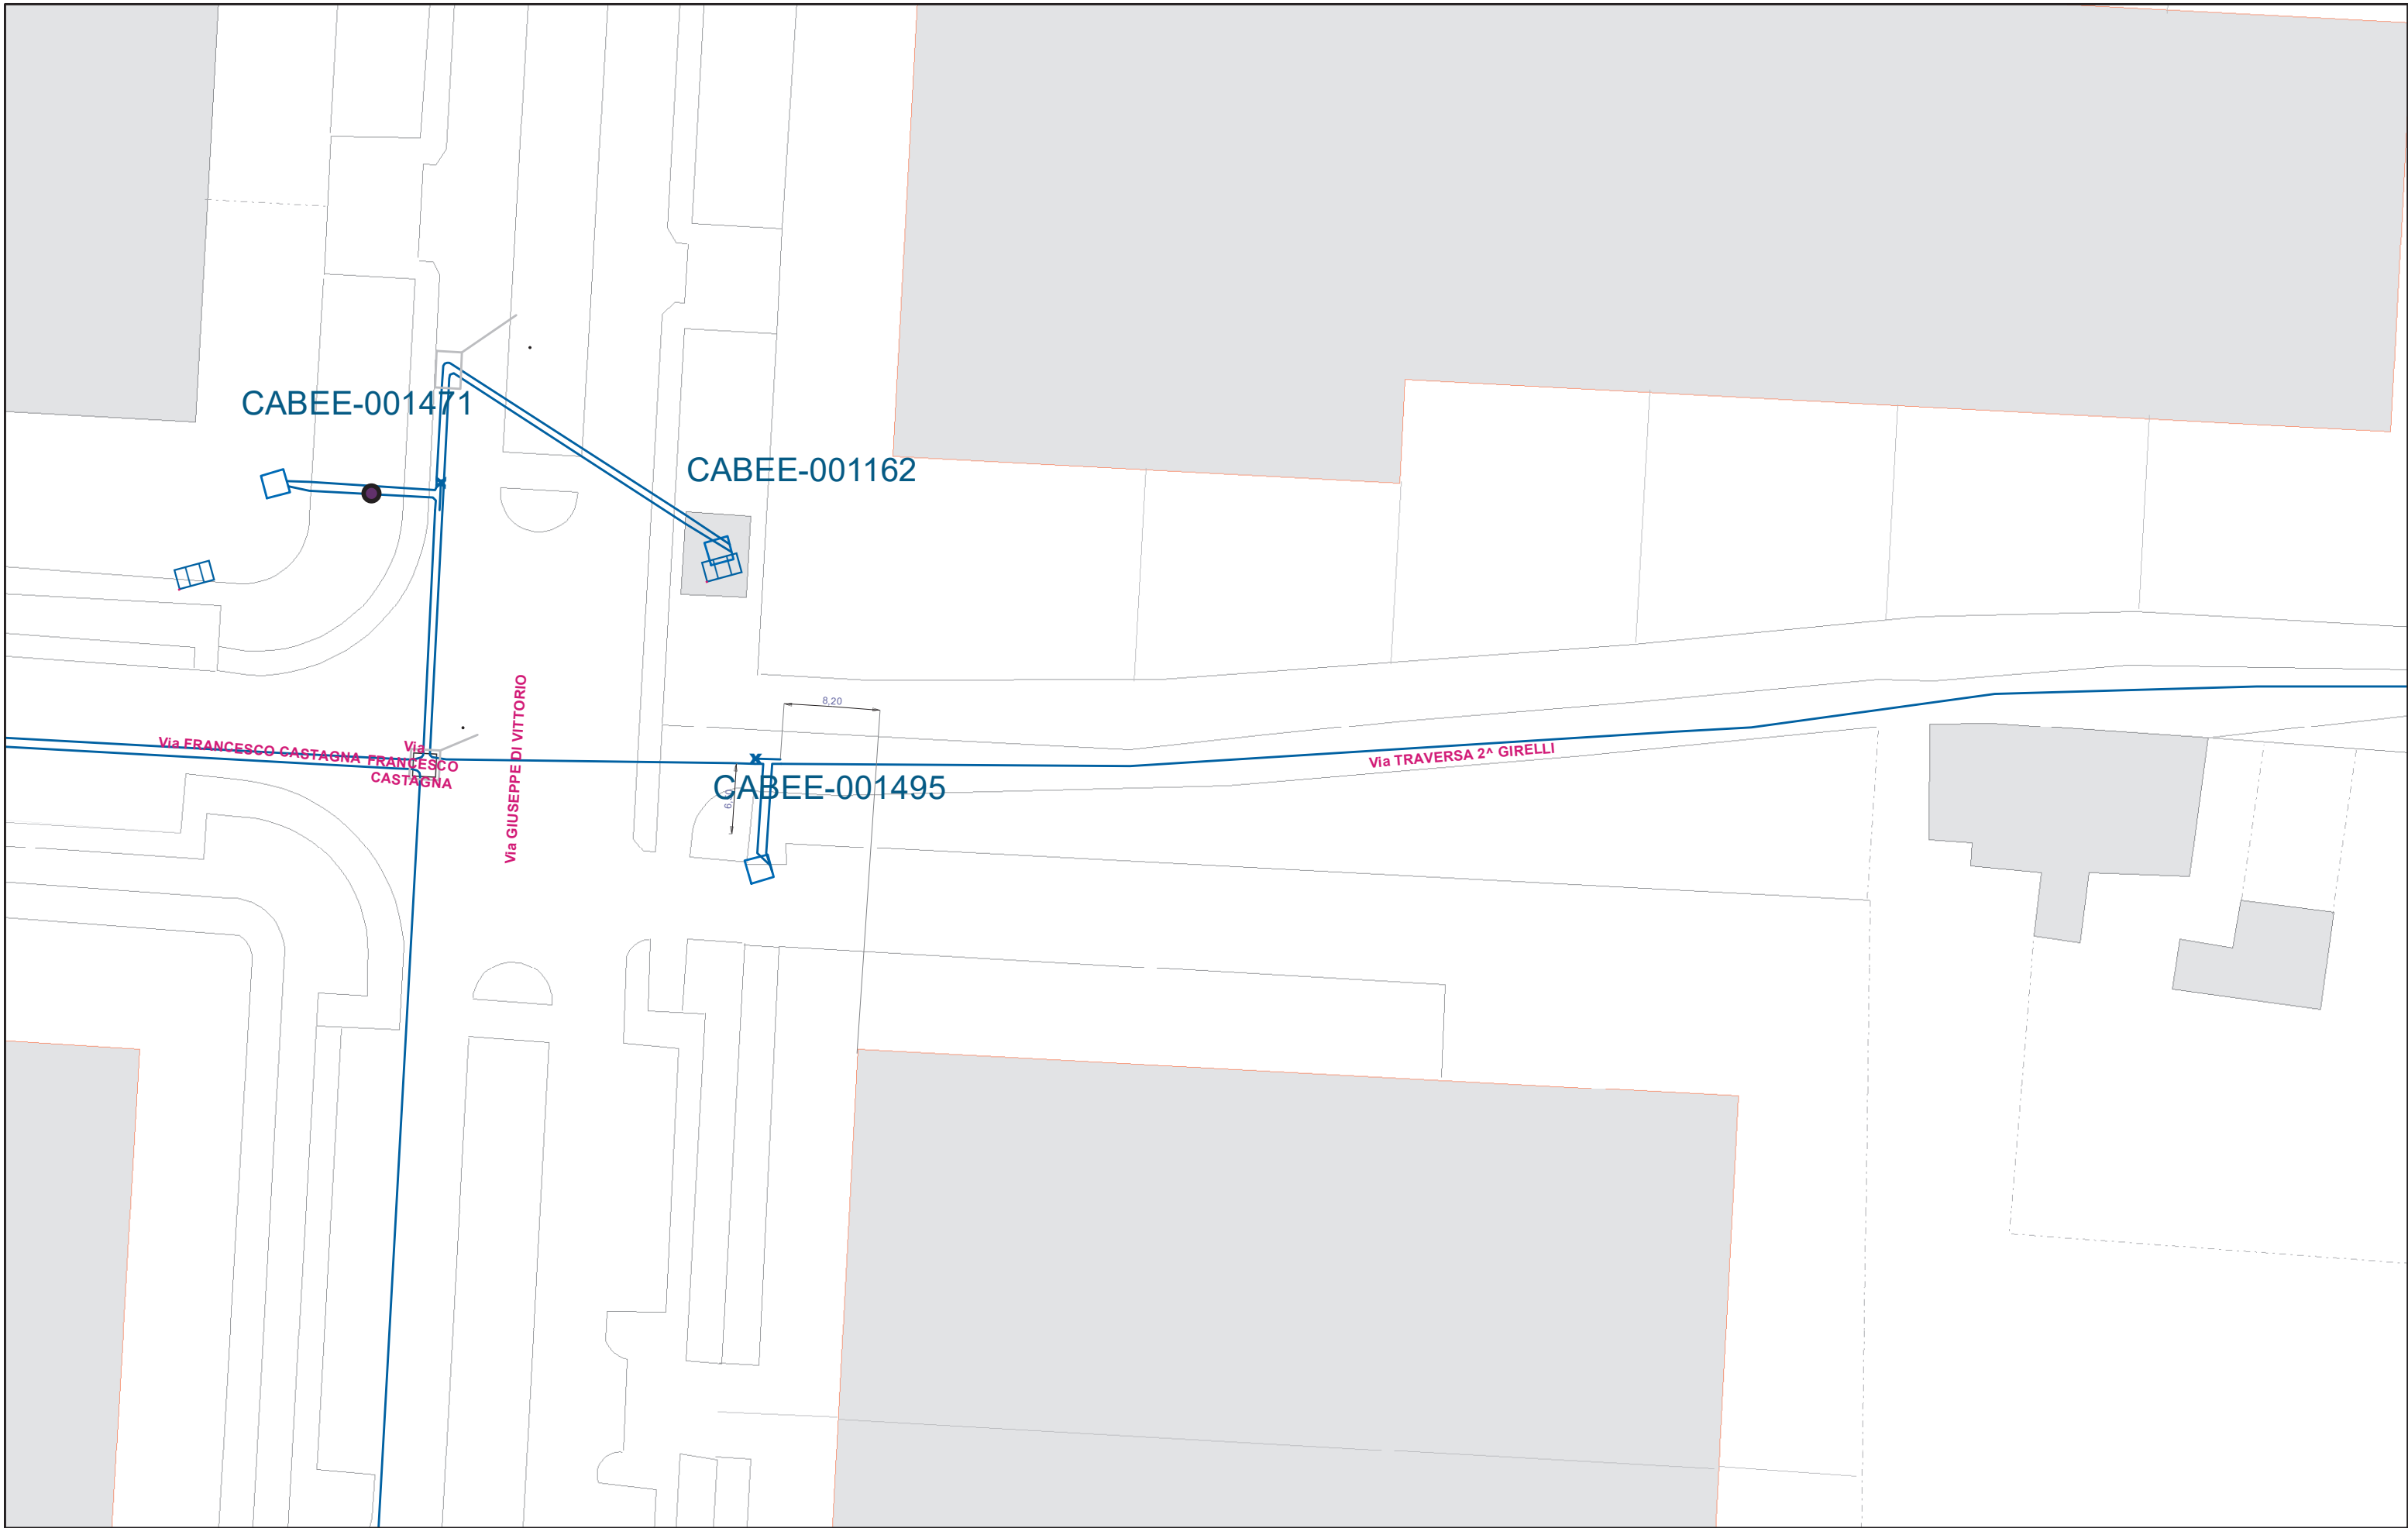 CABEE-001471
CABEE-001162
8,20
Via FRANCESCO CASTAGNA
Via
FRANCESCO
CASTAGNA
Via GIUSEPPE DI VITTORIO
Via TRAVERSA 2^ GIRELLI
CABEE-001495